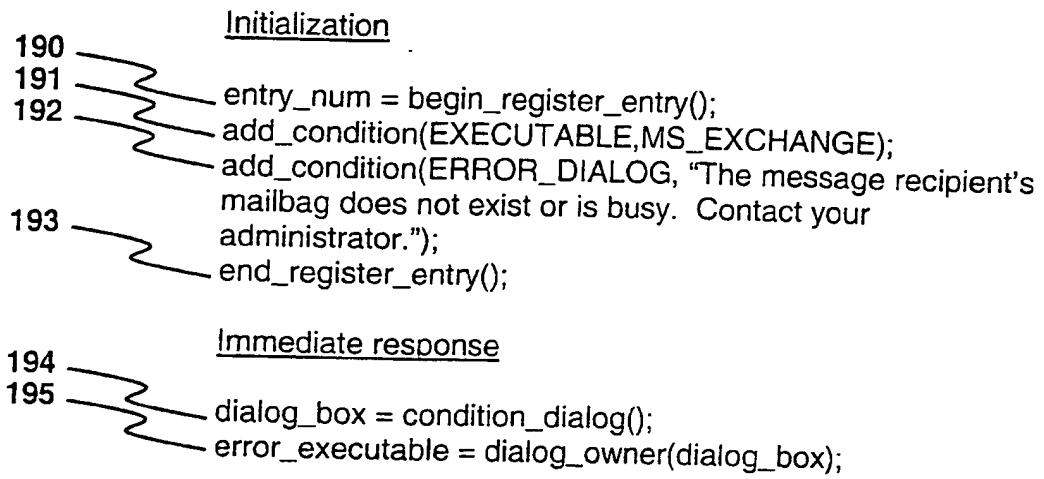 Initialization
190
191
192
entry_num = begin_register_entry();
add_condition(EXECUTABLE,MS_EXCHANGE);
add_condition(ERROR_DIALOG, “The message recipient's
mailbag does not exist or is busy. Contact your
administrator.”);
193
end_register_entry();
Immediate response
194
195
dialog_box = condition_dialog();
error_executable = dialog_owner(dialog_box);